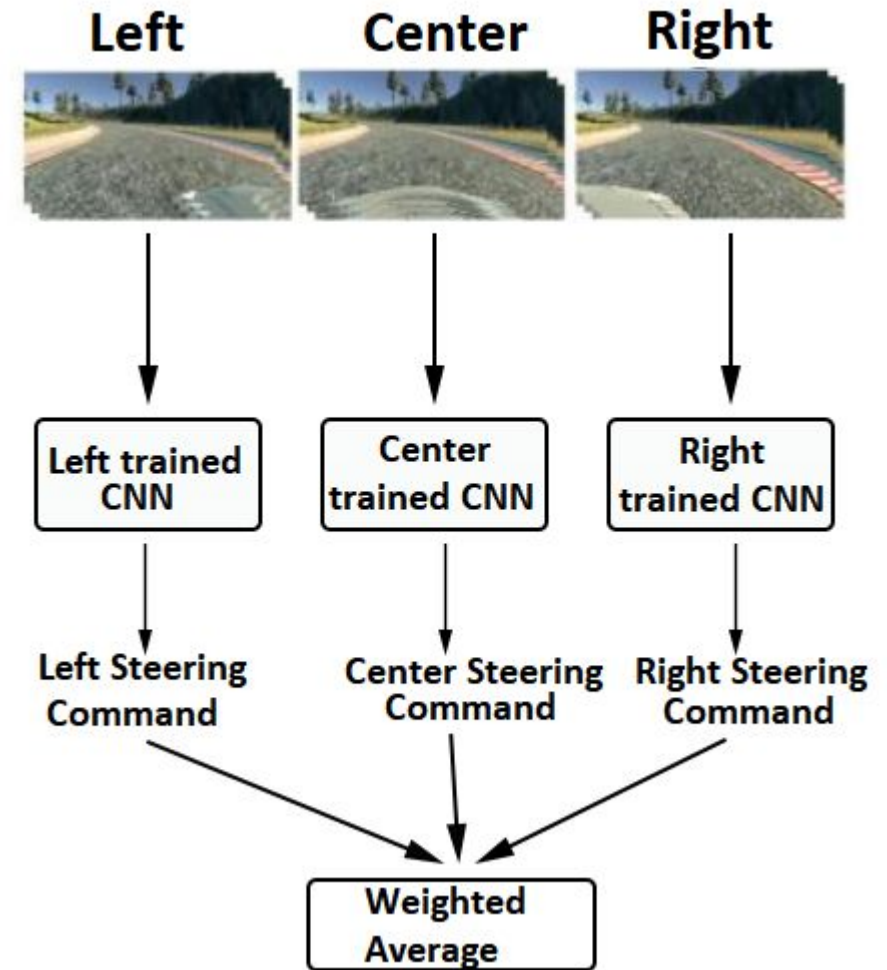 Left
Center
Right
Left trained
CNN
Center
trained CNN
Right
trained CNN
Left Steering
Command
Center Steering
Command
Right Steering
Command
Weighted
Average